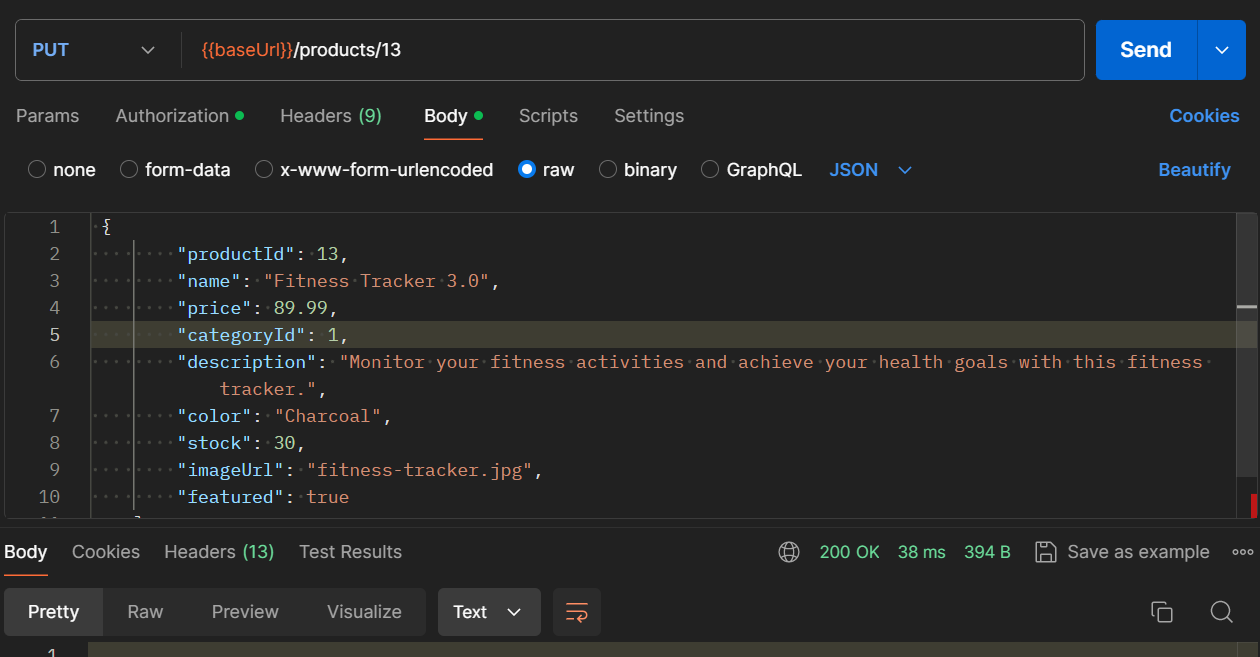 PUT {{baseUrl}}/products/13 Send
Params Authorization Headers (9) Body Scripts Settings Cookies
none form-data x-www-form-urlencoded raw binary GraphQL JSON Beautify
1 {
2 "productId": 13,
3 "name": "Fitness Tracker 3.0",
4 "price": 89.99,
5 "categoryId": 1,
6 "description": "Monitor your fitness activities and achieve your health goals with this fitness
tracker.",
7 "color": "Charcoal",
8 "stock": 30,
9 "imageUrl": "fitness-tracker.jpg",
10 "featured": true
Body Cookies Headers (13) Test Results 200 OK 38 ms 394 B Save as example
Pretty Raw Preview Visualize Text
1